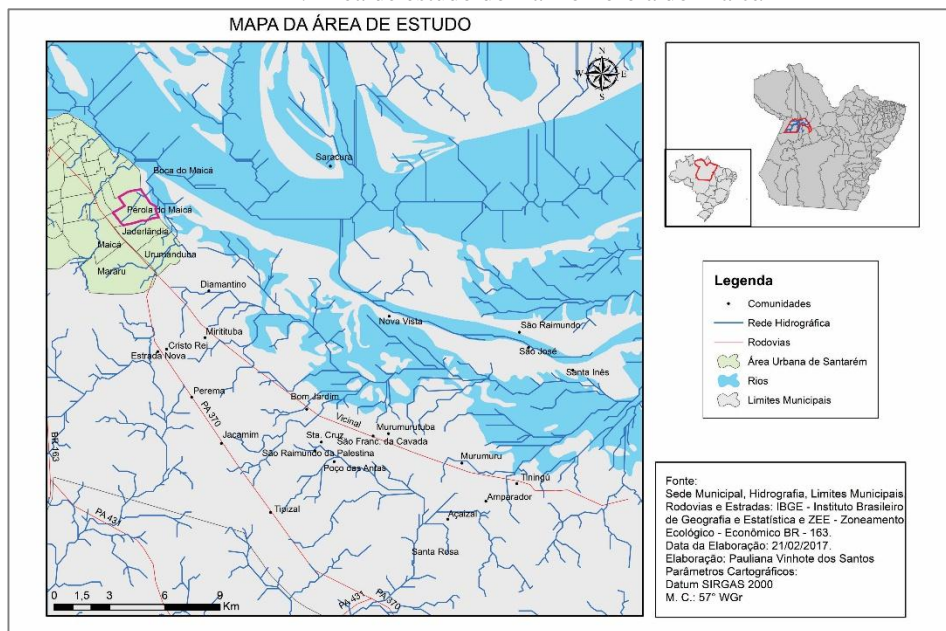 MAPA DA ÁREA DE ESTUDO
N
W E
S
Saracura
Boca do Maicá
Pérola do Maicá
Jaderlândia
Maicá
Urumanduba
Mararu
Diamantino
Nova Vista
São Raimundo
São José
Santa Inês
Miritituba
Cristo Rei
Estrada Nova
Perema
PA 370
Bom Jardim
Vicinal
Murumurutuba
Jacamim
Sta. Cruz
São Franc. da Cavada
São Raimundo da Palestina
Poço das Antas
Murumuru
Tiningú
Amparador
Açaizal
Tipizal
Santa Rosa
BR 163
PA 431
PA 431
PA 370
0 1,5 3 6 9
Km
Legenda
Comunidades
Rede Hidrográfica
Rodovias
Área Urbana de Santarém
Rios
Limites Municipais
Fonte:
Sede Municipal, Hidrografia, Limites Municipais
Rodovias e Estradas: IBGE - Instituto Brasileiro
de Geografia e Estatística e ZEE - Zoneamento
Ecológico - Econômico BR - 163.
Data da Elaboração: 21/02/2017.
Elaboração: Pauliana Vinhote dos Santos
Parâmetros Cartográficos:
Datum SIRGAS 2000
M. C.: 57° WGr